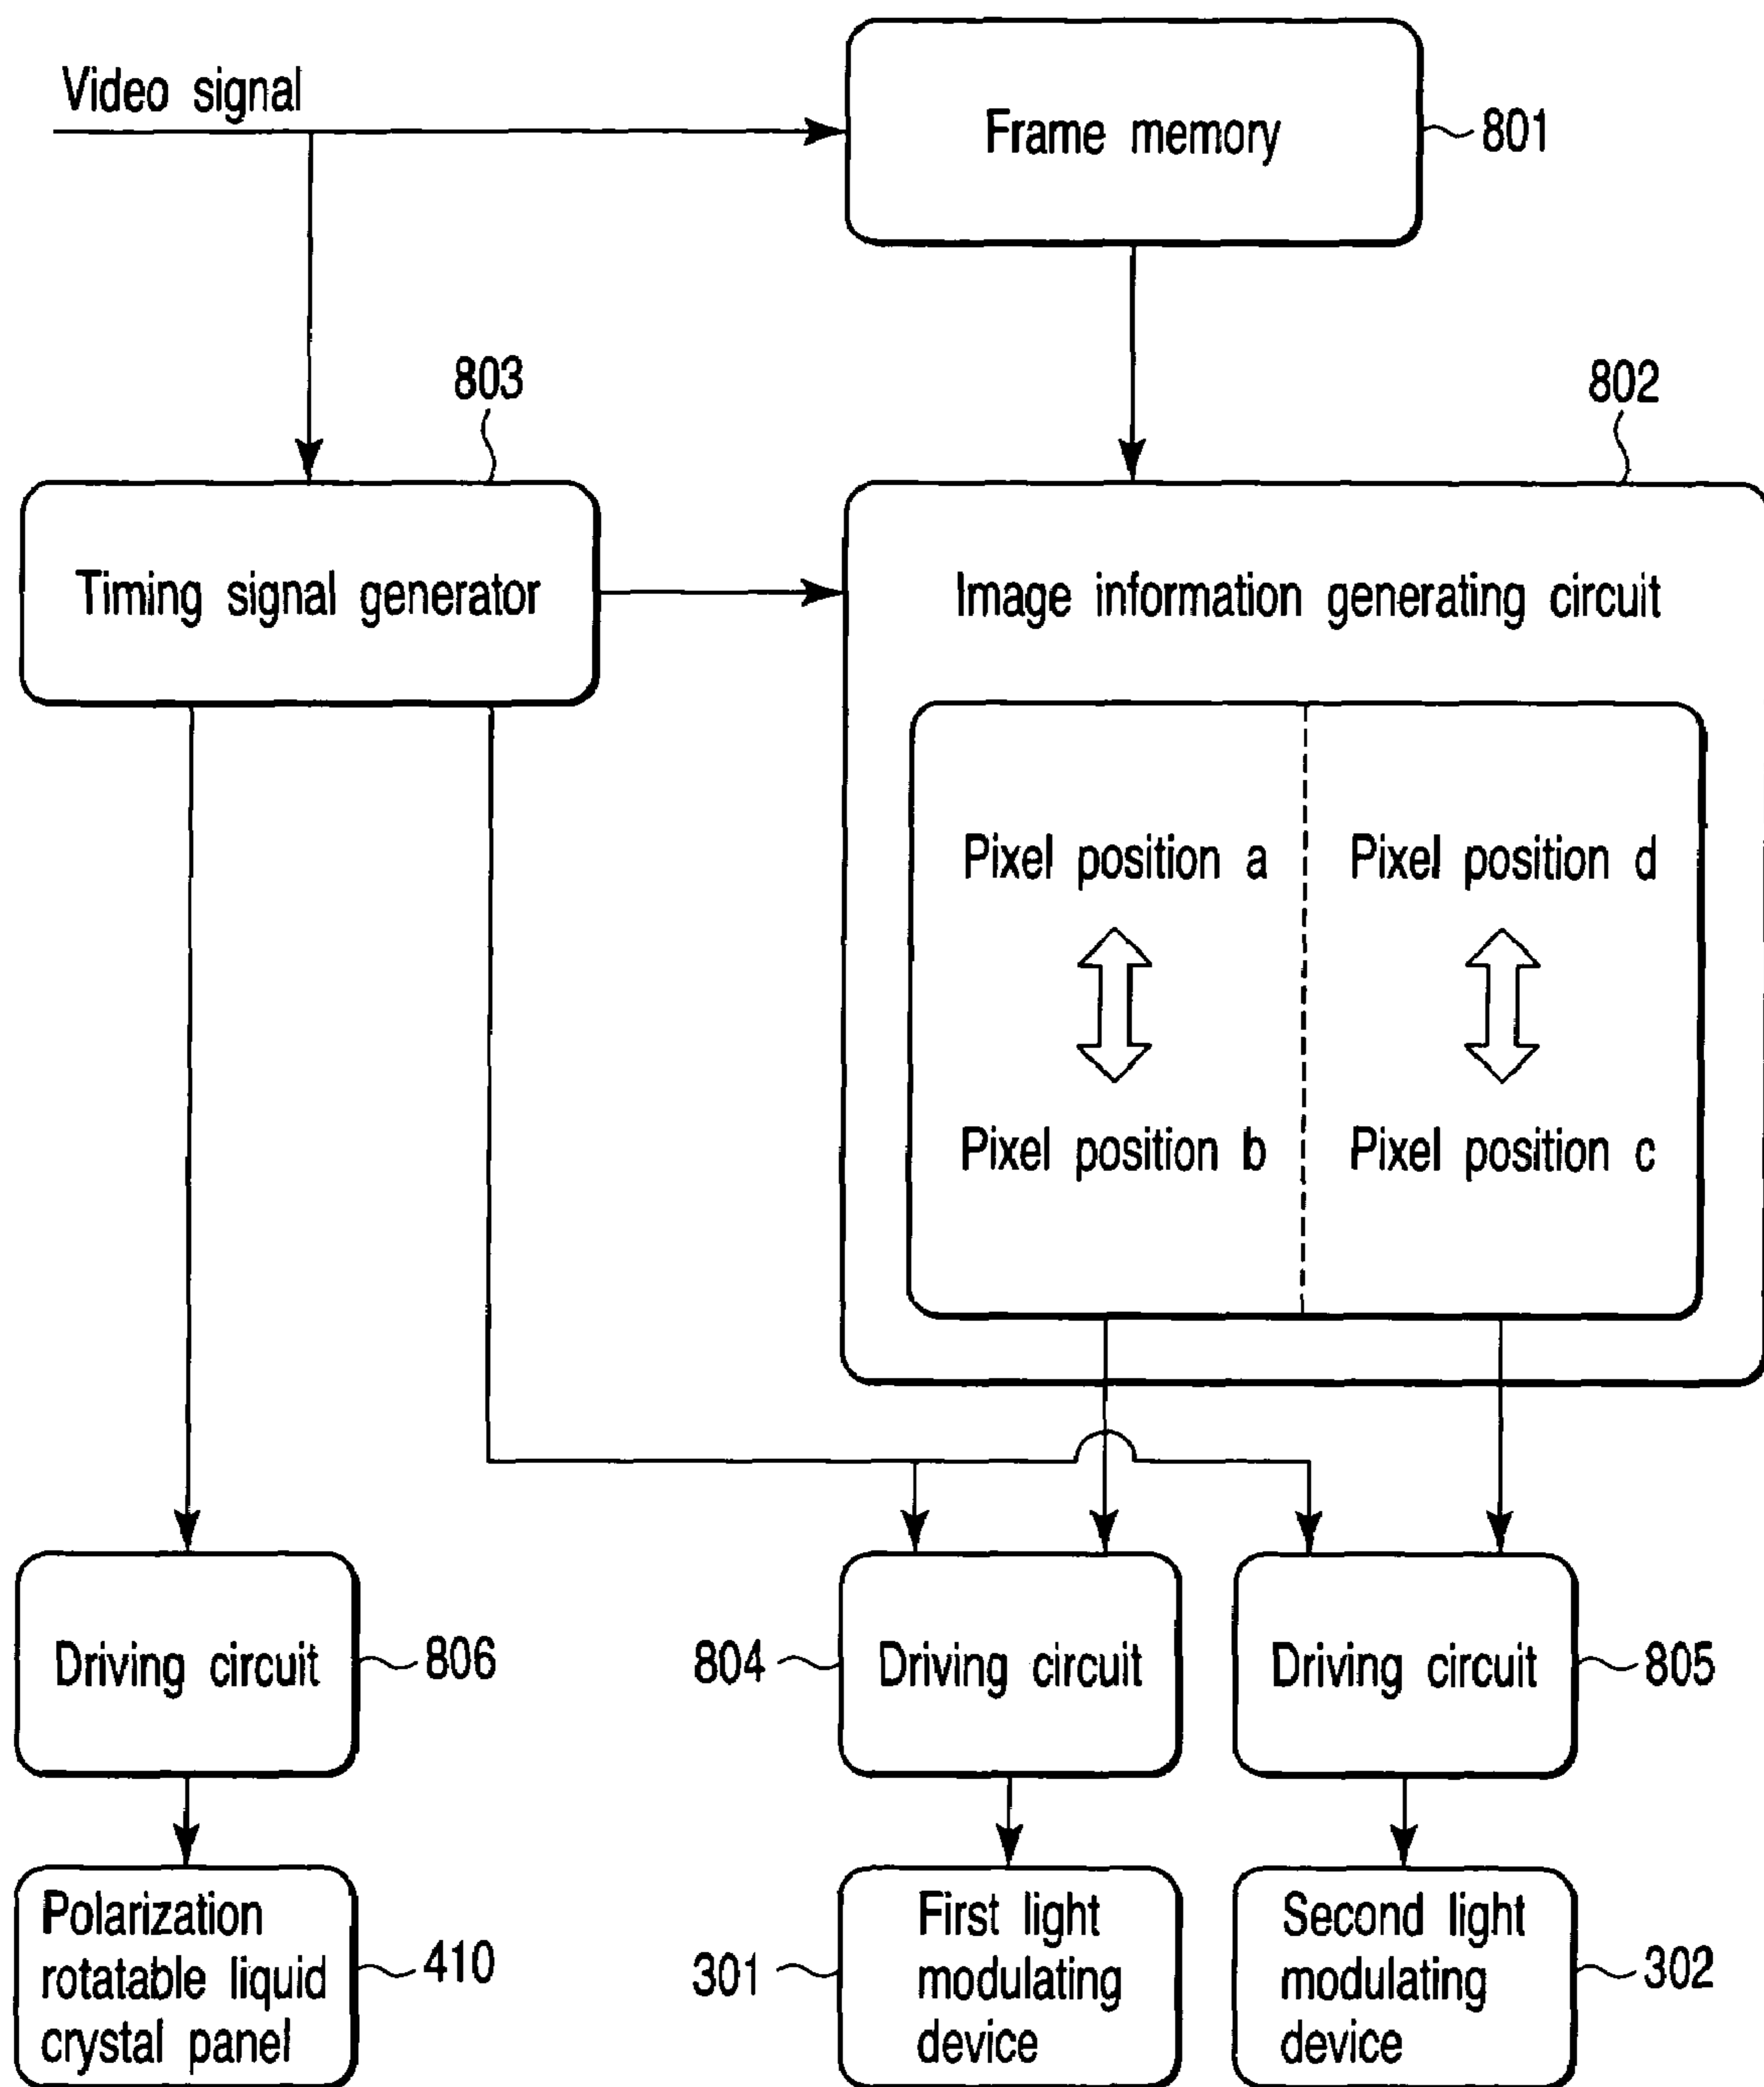 Video signal
Frame memory
801
803
802
Timing signal generator
Image information generating circuit
Pixel position a
Pixel position d
Pixel position b
Pixel position c
Driving circuit
806
804
Driving circuit
Driving circuit
805
Polarization
rotatable liquid
crystal panel
410
301
First light
modulating
device
Second light
modulating
device
302